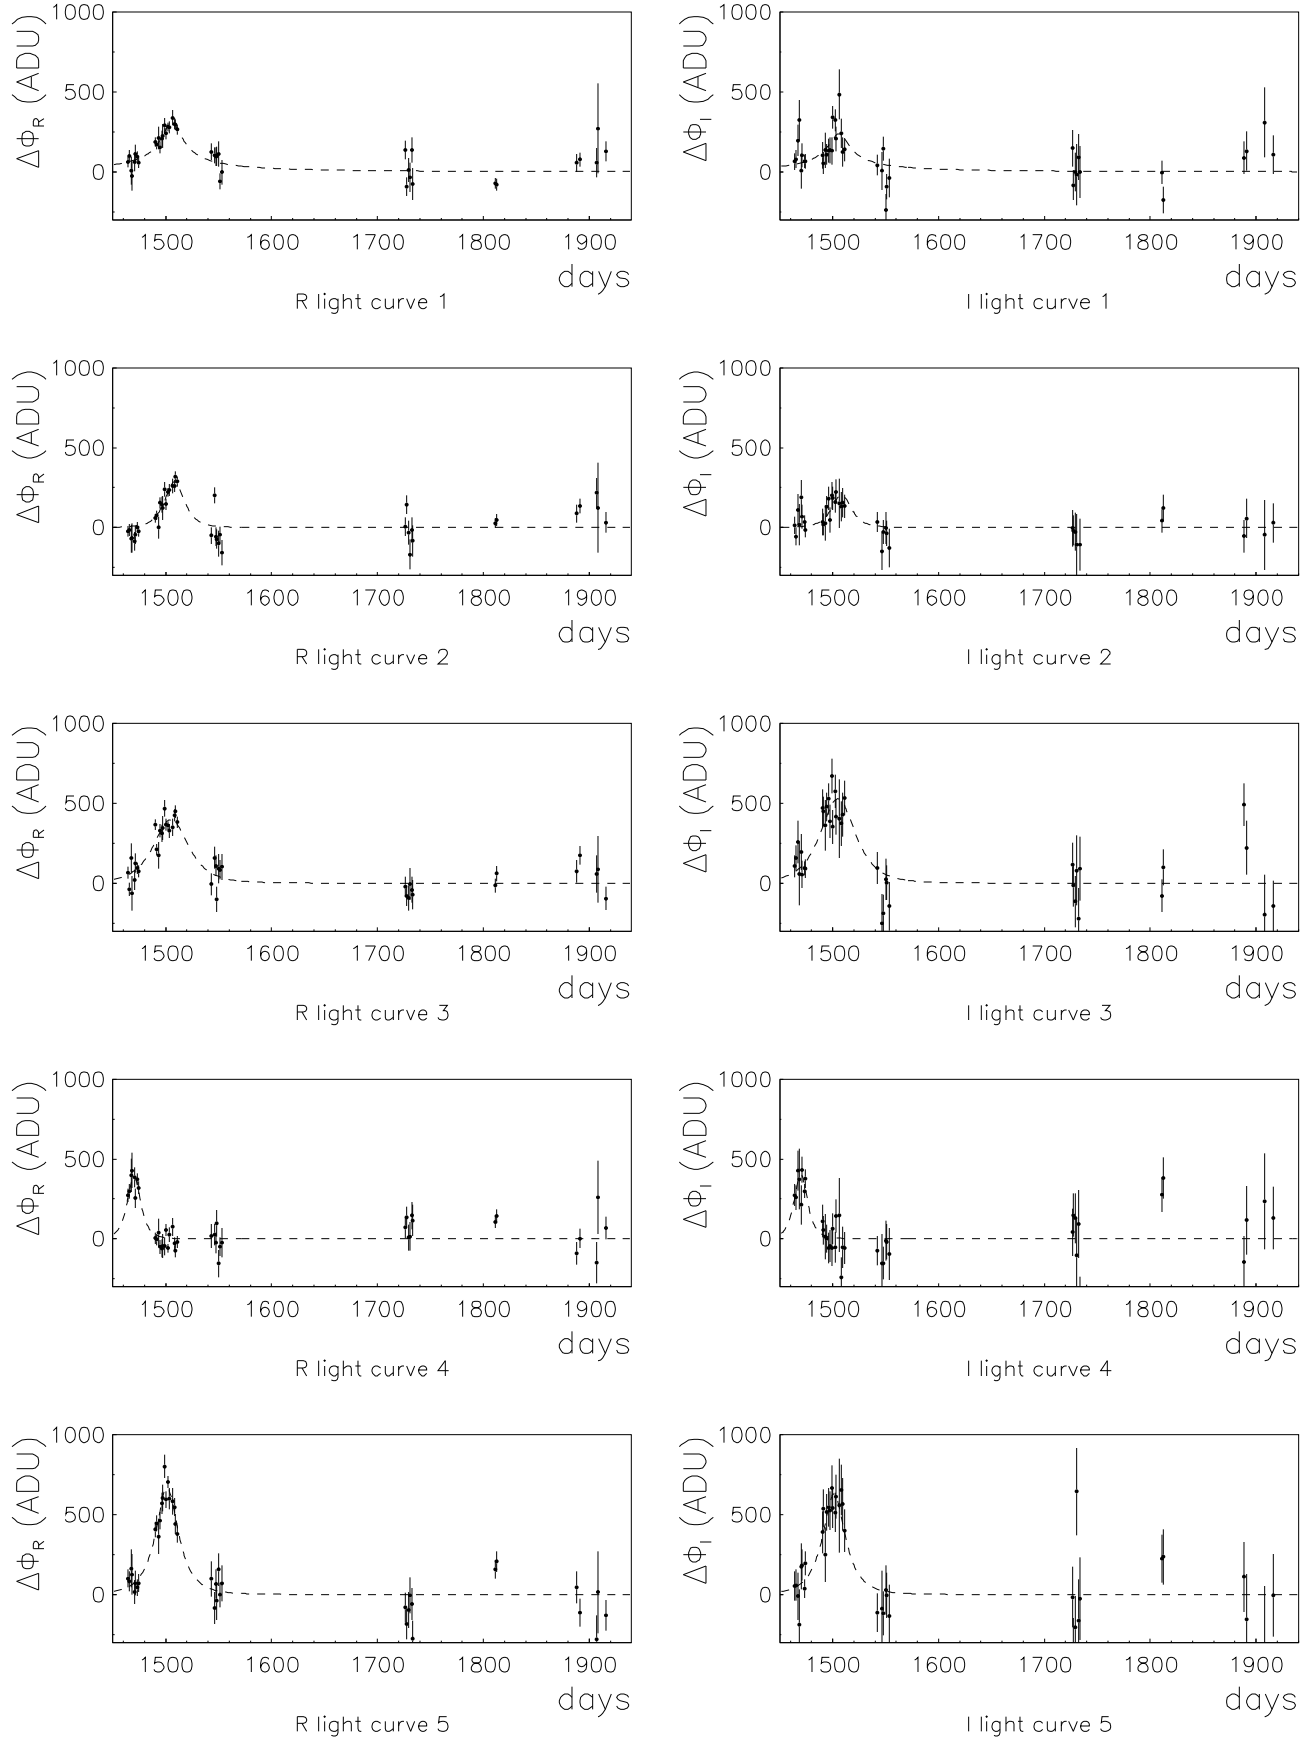 1000
500
0
ΔΦR (ADU)
1500 1600 1700 1800 1900
days
R light curve 1
1000
500
0
ΔΦI (ADU)
1500 1600 1700 1800 1900
days
I light curve 1
1000
500
0
ΔΦR (ADU)
1500 1600 1700 1800 1900
days
R light curve 2
1000
500
0
ΔΦI (ADU)
1500 1600 1700 1800 1900
days
I light curve 2
1000
500
0
ΔΦR (ADU)
1500 1600 1700 1800 1900
days
R light curve 3
1000
500
0
ΔΦI (ADU)
1500 1600 1700 1800 1900
days
I light curve 3
1000
500
0
ΔΦR (ADU)
1500 1600 1700 1800 1900
days
R light curve 4
1000
500
0
ΔΦI (ADU)
1500 1600 1700 1800 1900
days
I light curve 4
1000
500
0
ΔΦR (ADU)
1500 1600 1700 1800 1900
days
R light curve 5
1000
500
0
ΔΦI (ADU)
1500 1600 1700 1800 1900
days
I light curve 5